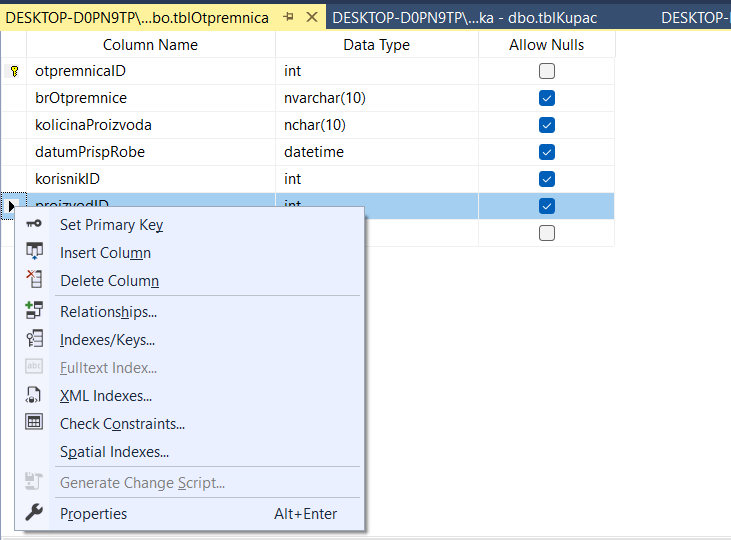 DESKTOP-D0PN9TP\...bo.tblOtpremnica DESKTOP-D0PN9TP\...ka - dbo.tblKupac DESKTOP-
Column Name Data Type Allow Nulls
otpremnicaID int
brOtpremnice nvarchar(10)
kolicinaProizvoda nchar(10)
datumPrispRobe datetime
korisnikID int
proizvodID int
Set Primary Key
Insert Column
Delete Column
Relationships...
Indexes/Keys...
abc Fulltext Index...
XML Indexes...
Check Constraints...
Spatial Indexes...
Generate Change Script...
Properties Alt+Enter